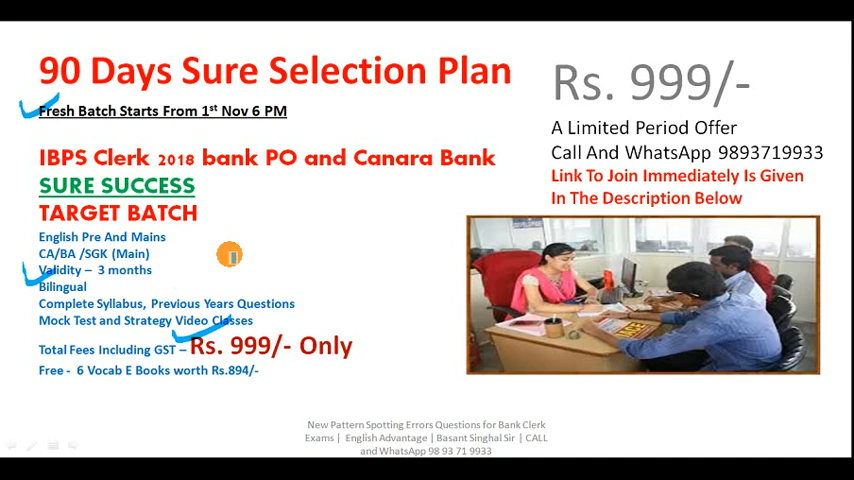 90 Days Sure Selection Plan
Fresh Batch Starts From 1st Nov 6 PM
IBPS Clerk 2018 bank PO and Canara Bank
SURE SUCCESS
TARGET BATCH
English Pre And Mains
CA/BA /SGK (Main)
Validity – 3 months
Bilingual
Complete Syllabus, Previous Years Questions
Mock Test and Strategy Video Classes
Total Fees Including GST – Rs. 999/- Only
Free - 6 Vocab E Books worth Rs.894/-
Rs. 999/-
A Limited Period Offer
Call And WhatsApp 9893719933
Link To Join Immediately Is Given
In The Description Below
New Pattern Spotting Errors Questions for Bank Clerk
Exams | English Advantage | Basant Singhal Sir | CALL
and WhatsApp 98 93 71 9933